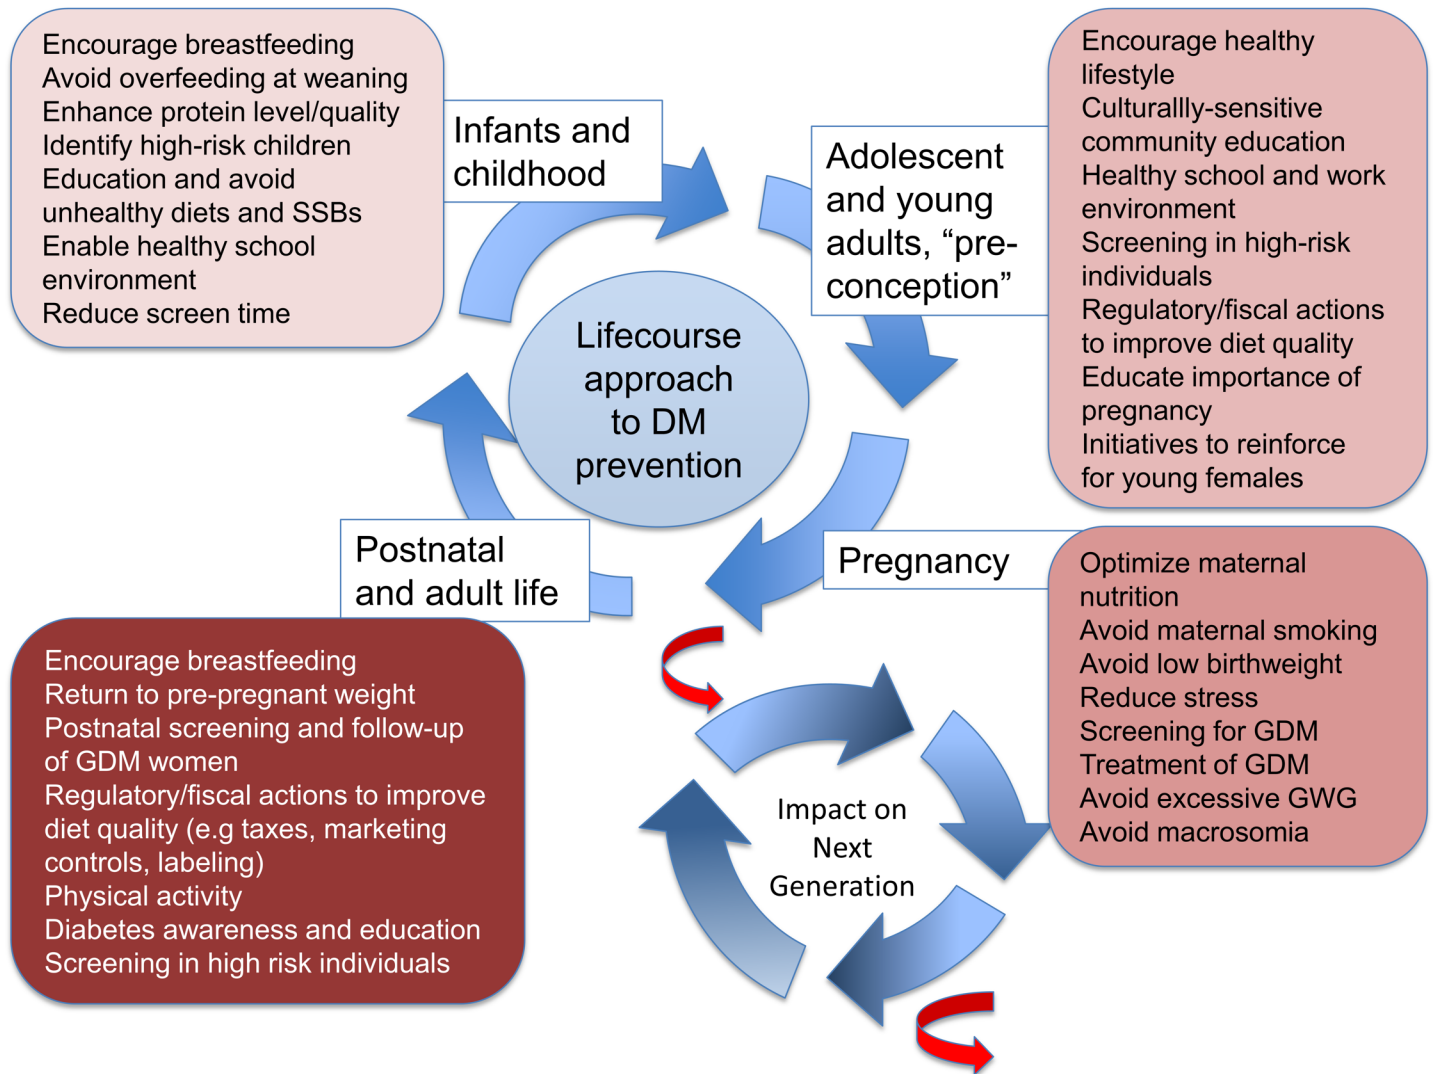 Encourage breastfeeding
Avoid overfeeding at weaning
Enhance protein level/quality
Identify high-risk children
Education and avoid
unhealthy diets and SSBs
Enable healthy school
environment
Reduce screen time
Infants and
childhood
Adolescent
and young
adults, “pre-
conception”
Encourage healthy
lifestyle
Culturallly-sensitive
community education
Healthy school and work
environment
Screening in high-risk
individuals
Regulatory/fiscal actions
to improve diet quality
Educate importance of
pregnancy
Initiatives to reinforce
for young females
Lifecourse
approach
to DM
prevention
Pregnancy
Optimize maternal
nutrition
Avoid maternal smoking
Avoid low birthweight
Reduce stress
Screening for GDM
Treatment of GDM
Avoid excessive GWG
Avoid macrosomia
Postnatal
and adult life
Encourage breastfeeding
Return to pre-pregnant weight
Postnatal screening and follow-up
of GDM women
Regulatory/fiscal actions to improve
diet quality (e.g taxes, marketing
controls, labeling)
Physical activity
Diabetes awareness and education
Screening in high risk individuals
Impact on
Next
Generation